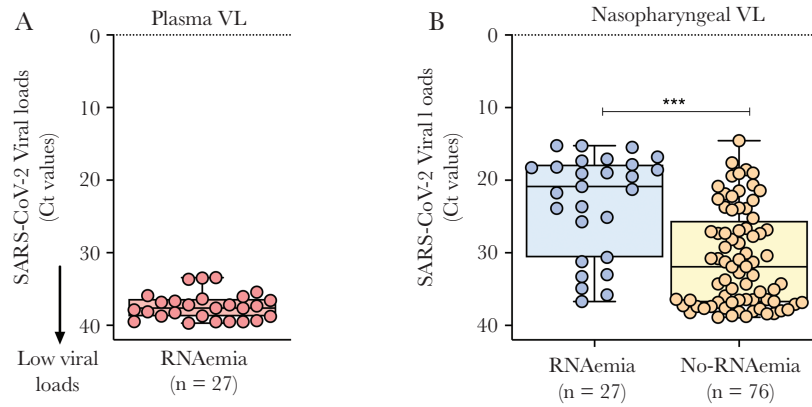 A
Plasma VL
SARS-CoV-2 Viral loads
(Ct values)
0
10
20
30
40
Low viral
loads
RNAemia
(n = 27)
B
Nasopharyngeal VL
SARS-CoV-2 Viral l oads
(Ct values)
0
10
20
30
40
***
RNAemia
(n = 27)
No-RNAemia
(n = 76)